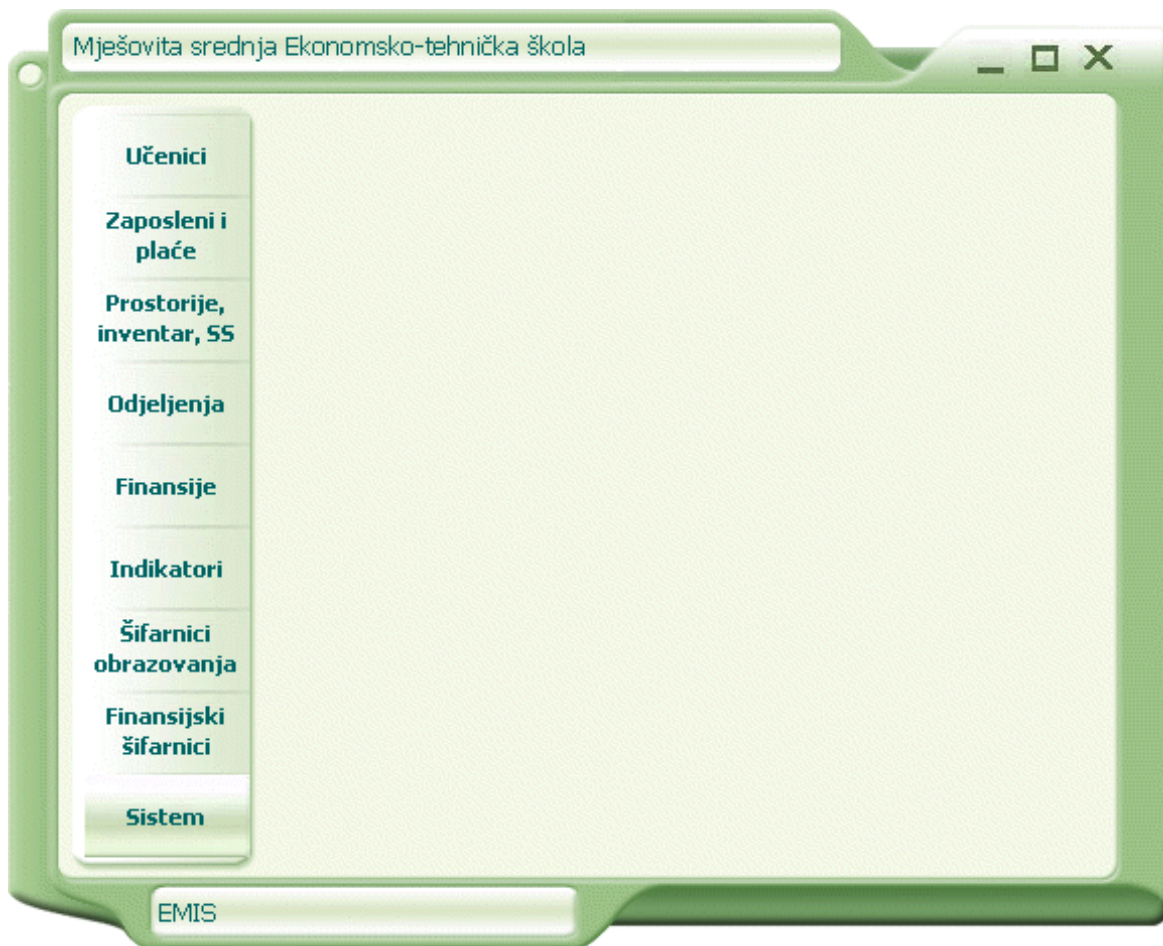 Mješovita srednja Ekonomsko-tehnička škola
Učenici
Zaposleni i
plaće
Prostorije,
inventar, SS
Odjeljenja
Finansije
Indikatori
Šifarnici
obrazovanja
Finansijski
šifarnici
Sistem
EMIS